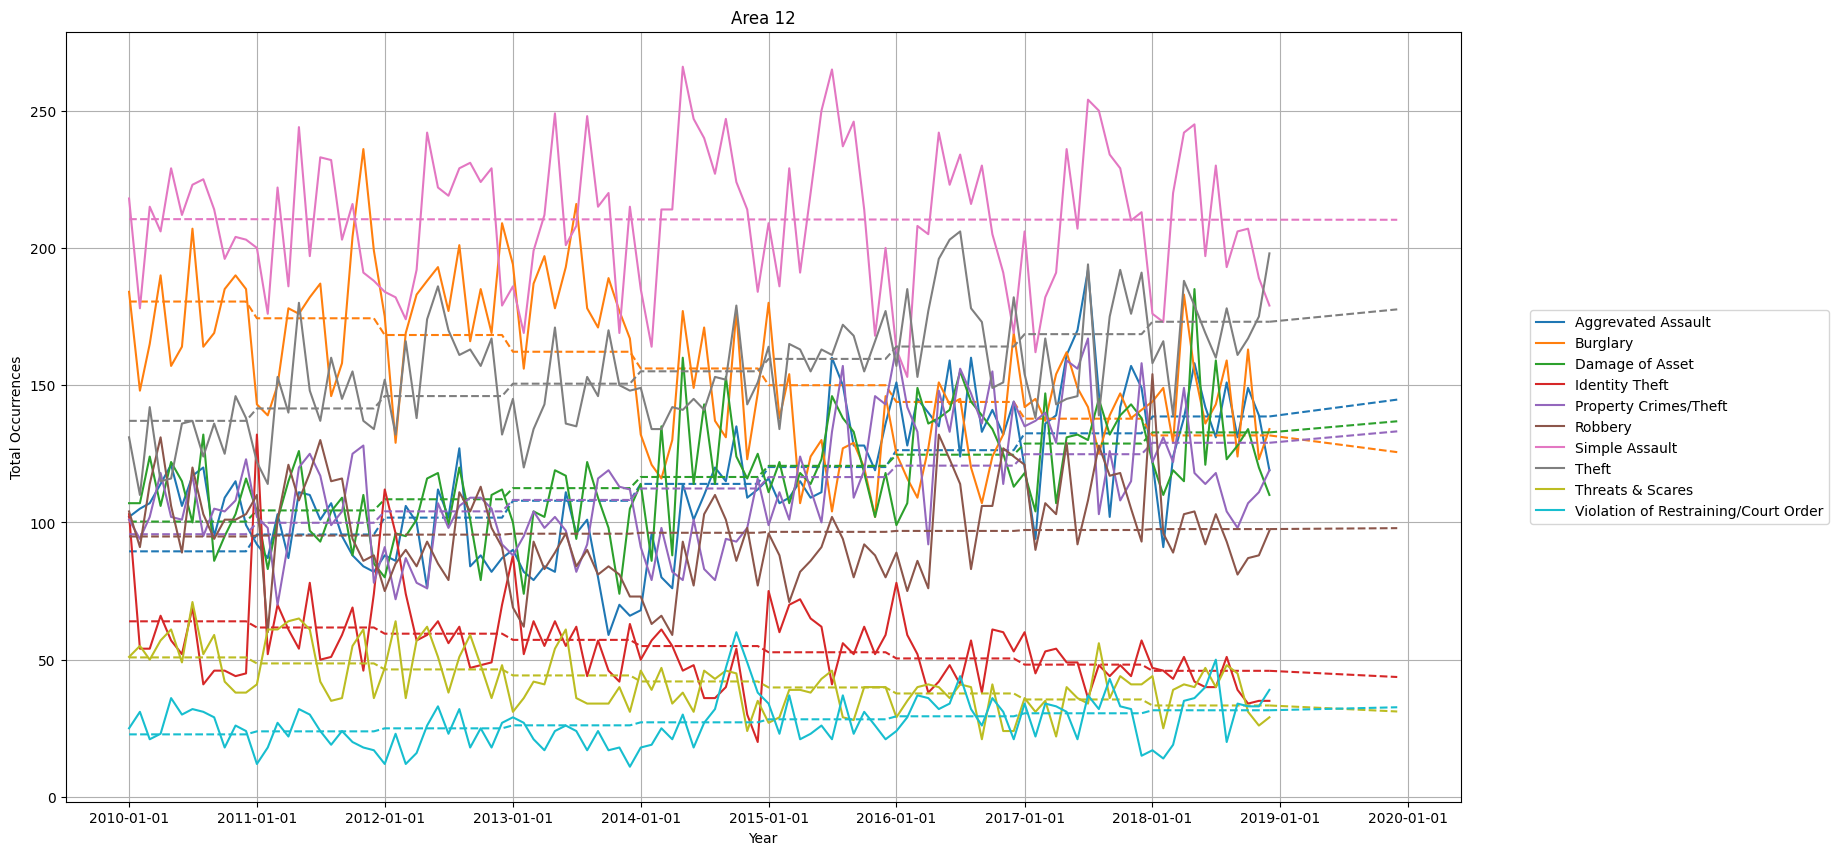 Area 12
Total Occurrences
250
200
150
100
50
0
2010-01-01 2011-01-01 2012-01-01 2013-01-01 2014-01-01 2015-01-01 2016-01-01 2017-01-01 2018-01-01 2019-01-01 2020-01-01
Year
Aggrevated Assault
Burglary
Damage of Asset
Identity Theft
Property Crimes/Theft
Robbery
Simple Assault
Theft
Threats & Scares
Violation of Restraining/Court Order